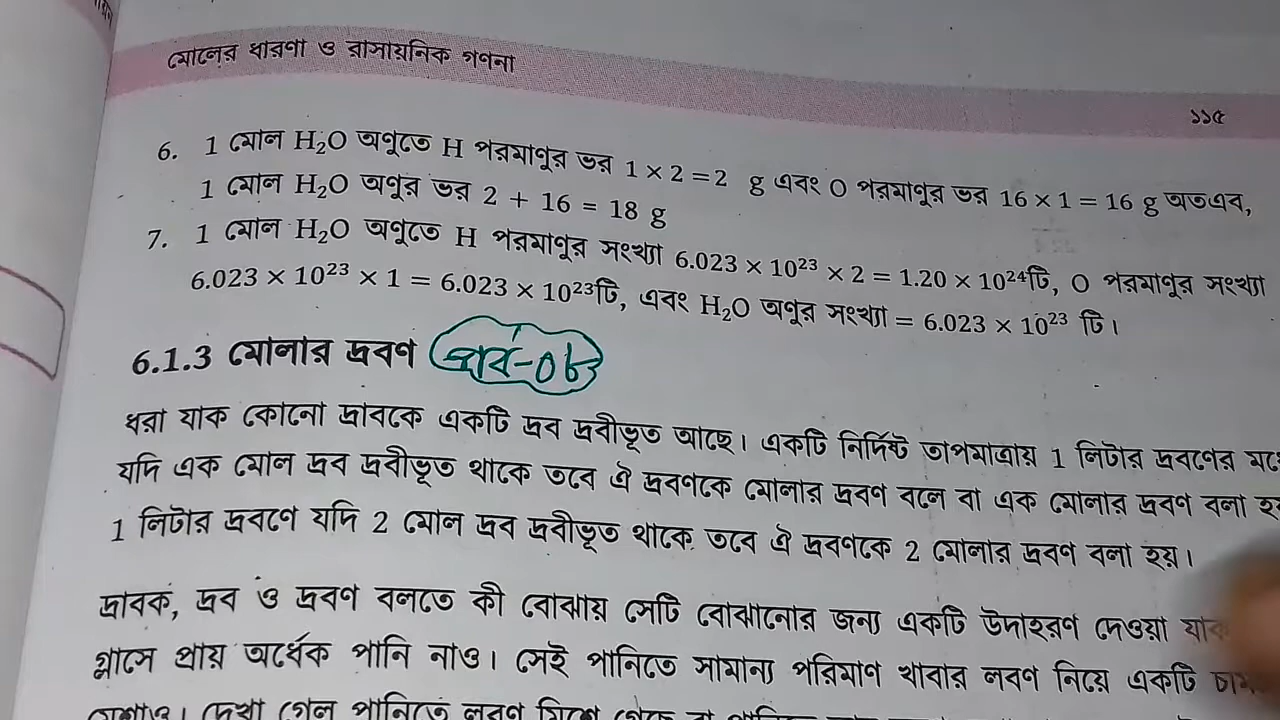 মোলের ধারণা ও রাসায়নিক গণনা
১১৫
6. 1 মোল H₂O অণুতে H পরমাণুর ভর 1 × 2 = 2 g এবং O পরমাণুর ভর 16 × 1 = 16 g অতএব,
1 মোল H₂O অণুর ভর 2 + 16 = 18 g
7. 1 মোল H₂O অণুতে H পরমাণুর সংখ্যা 6.023 × 10²³ × 2 = 1.20 × 10²⁴টি, O পরমাণুর সংখ্যা
6.023 × 10²³ × 1 = 6.023 × 10²³টি, এবং H₂O অণুর সংখ্যা = 6.023 × 10²³ টি।
6.1.3 মোলার দ্রবণ
ধরা যাক কোনো দ্রাবকে একটি দ্রব দ্রবীভূত আছে। একটি নির্দিষ্ট তাপমাত্রায় 1 লিটার দ্রবণের
যদি এক মোল দ্রব দ্রবীভূত থাকে তবে ঐ দ্রবণকে মোলার দ্রবণ বলে বা এক মোলার দ্রবণ বলা
1 লিটার দ্রবণে যদি 2 মোল দ্রব দ্রবীভূত থাকে তবে ঐ দ্রবণকে 2 মোলার দ্রবণ বলা হয়।
দ্রাবক, দ্রব ও দ্রবণ বলতে কী বোঝায় সেটি বোঝানোর জন্য একটি উদাহরণ দেওয়া
গ্লাসে প্রায় অর্ধেক পানি নাও। সেই পানিতে সামান্য পরিমাণ খাবার লবণ নিয়ে একটি
দেখা গেল পানিতে লবণ মিশে গেছে বা